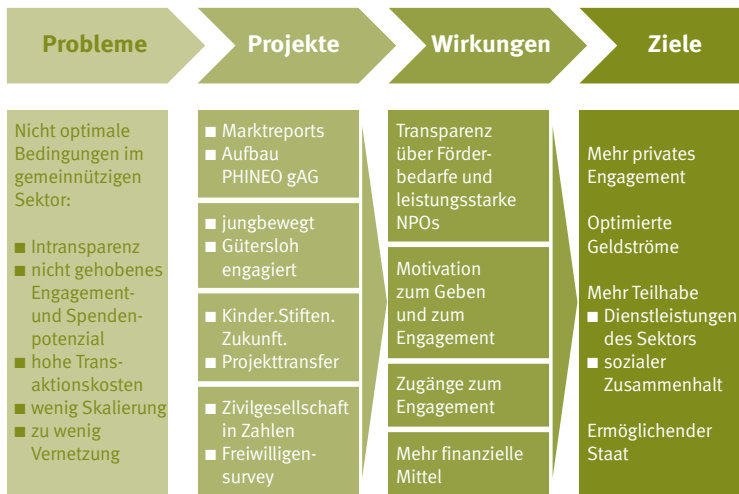 Probleme
Projekte
Wirkungen
Ziele
Nicht optimale
Bedingungen im
gemeinnützigen
Sektor:
■ Intransparenz
■ nicht gehobenes
Engagement-
und Spenden-
potenzial
■ hohe Trans-
aktionskosten
■ wenig Skalierung
■ zu wenig
Vernetzung
■ Marktreports
■ Aufbau
PHINEO gAG
■ jungbewegt
■ Gütersloh
engagiert
■ Kinder.Stiften.
Zukunft.
■ Projekttransfer
■ Zivilgesellschaft
in Zahlen
■ Freiwilligen-
survey
Transparenz
über Förder-
bedarfe und
leistungsstarke
NPOs
Motivation
zum Geben
und zum
Engagement
Zugänge zum
Engagement
Mehr finanzielle
Mittel
Mehr privates
Engagement
Optimierte
Geldströme
Mehr Teilhabe
■ Dienstleistungen
des Sektors
■ sozialer
Zusammenhalt
Ermöglichender
Staat